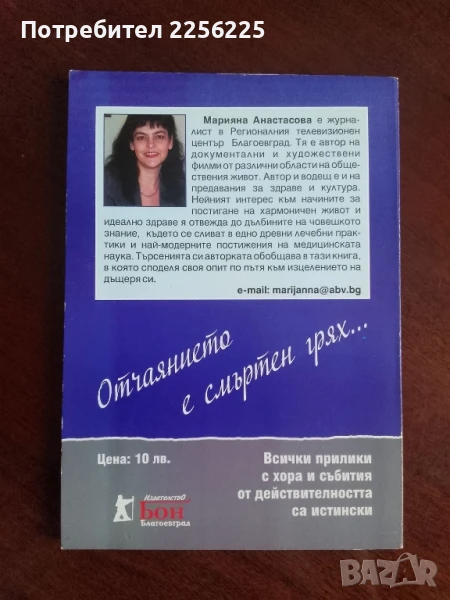 Потребител 2256225
Марияна Анастасова е журна-
лист в Регионалния телевизионен
център Благоевград. Тя е автор на
документални и художествени
филми от различни области на обще-
ствения живот. Автор и водещ е и на
предавания за здраве и култура.
Нейният интерес към начините за
постигане на хармоничен живот и
идеално здраве я отвежда до дълбините на човешкото
знание, където се сливат в едно древни лечебни прак-
тики и най-модерните постижения на медицинската
наука. Търсенията си авторката обобщава в тази книга,
в която споделя своя опит по пътя към изцелението на
дъщеря си.
e-mail: marijanna@abv.bg
Отчаянието
е смъртен грях...
Цена: 10 лв.
Издателство
Бон
Благоевград
Всички прилики
с хора и събития
от действителността
са истински
BAZAR